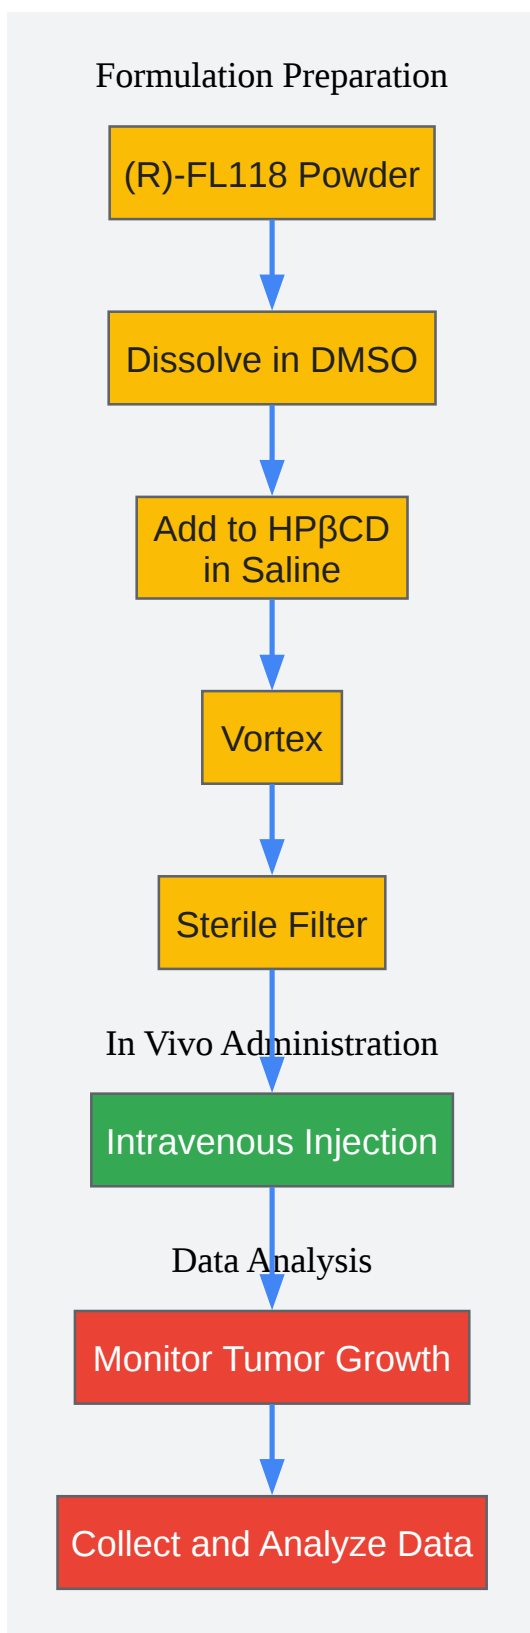 Formulation Preparation
(R)-FL118 Powder
Dissolve in DMSO
Add to HPβCD
in Saline
Vortex
Sterile Filter
In Vivo Administration
Intravenous Injection
Data Analysis
Monitor Tumor Growth
Collect and Analyze Data